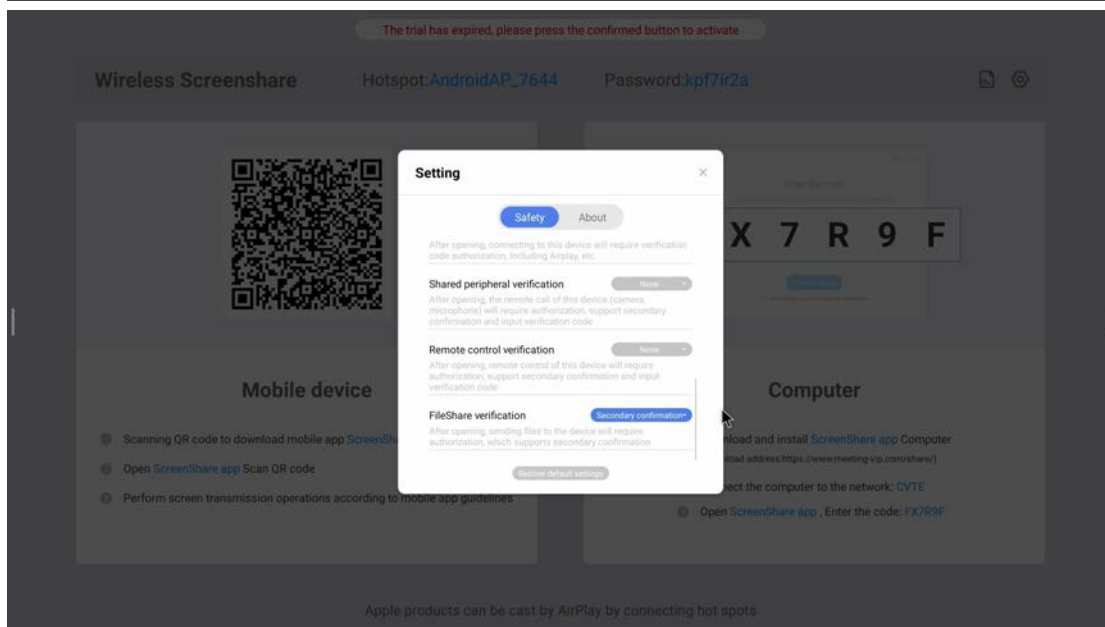 The trial has expired, please press the confirmed button to activate
Wireless Screenshare
Hotspot:AndroidAP_7644
Password:kpf7ir2a
Setting
Safety
About
After opening, connecting to this device will require verification
code authorization, including Airplay, etc.
Shared peripheral verification
None
After opening, the remote call of this device (camera,
microphone) will require authorization, support secondary
confirmation and input verification code
Remote control verification
None
After opening, remote control of this device will require
authorization, support secondary confirmation and input
verification code
FileShare verification
Secondary confirmation
After opening, sending files to the device will require
authorization, which supports secondary confirmation
Restore default settings
Mobile device
Scanning QR code to download mobile app ScreenSh
Open ScreenShare app Scan QR code
Perform screen transmission operations according to mobile app guidelines
X 7 R 9 F
Computer
nload and install ScreenShare app Computer
load address:https://www.meeting-vip.com/share/)
ect the computer to the network: CVTE
Open ScreenShare app , Enter the code: FX7R9F
Apple products can be cast by AirPlay by connecting hot spots